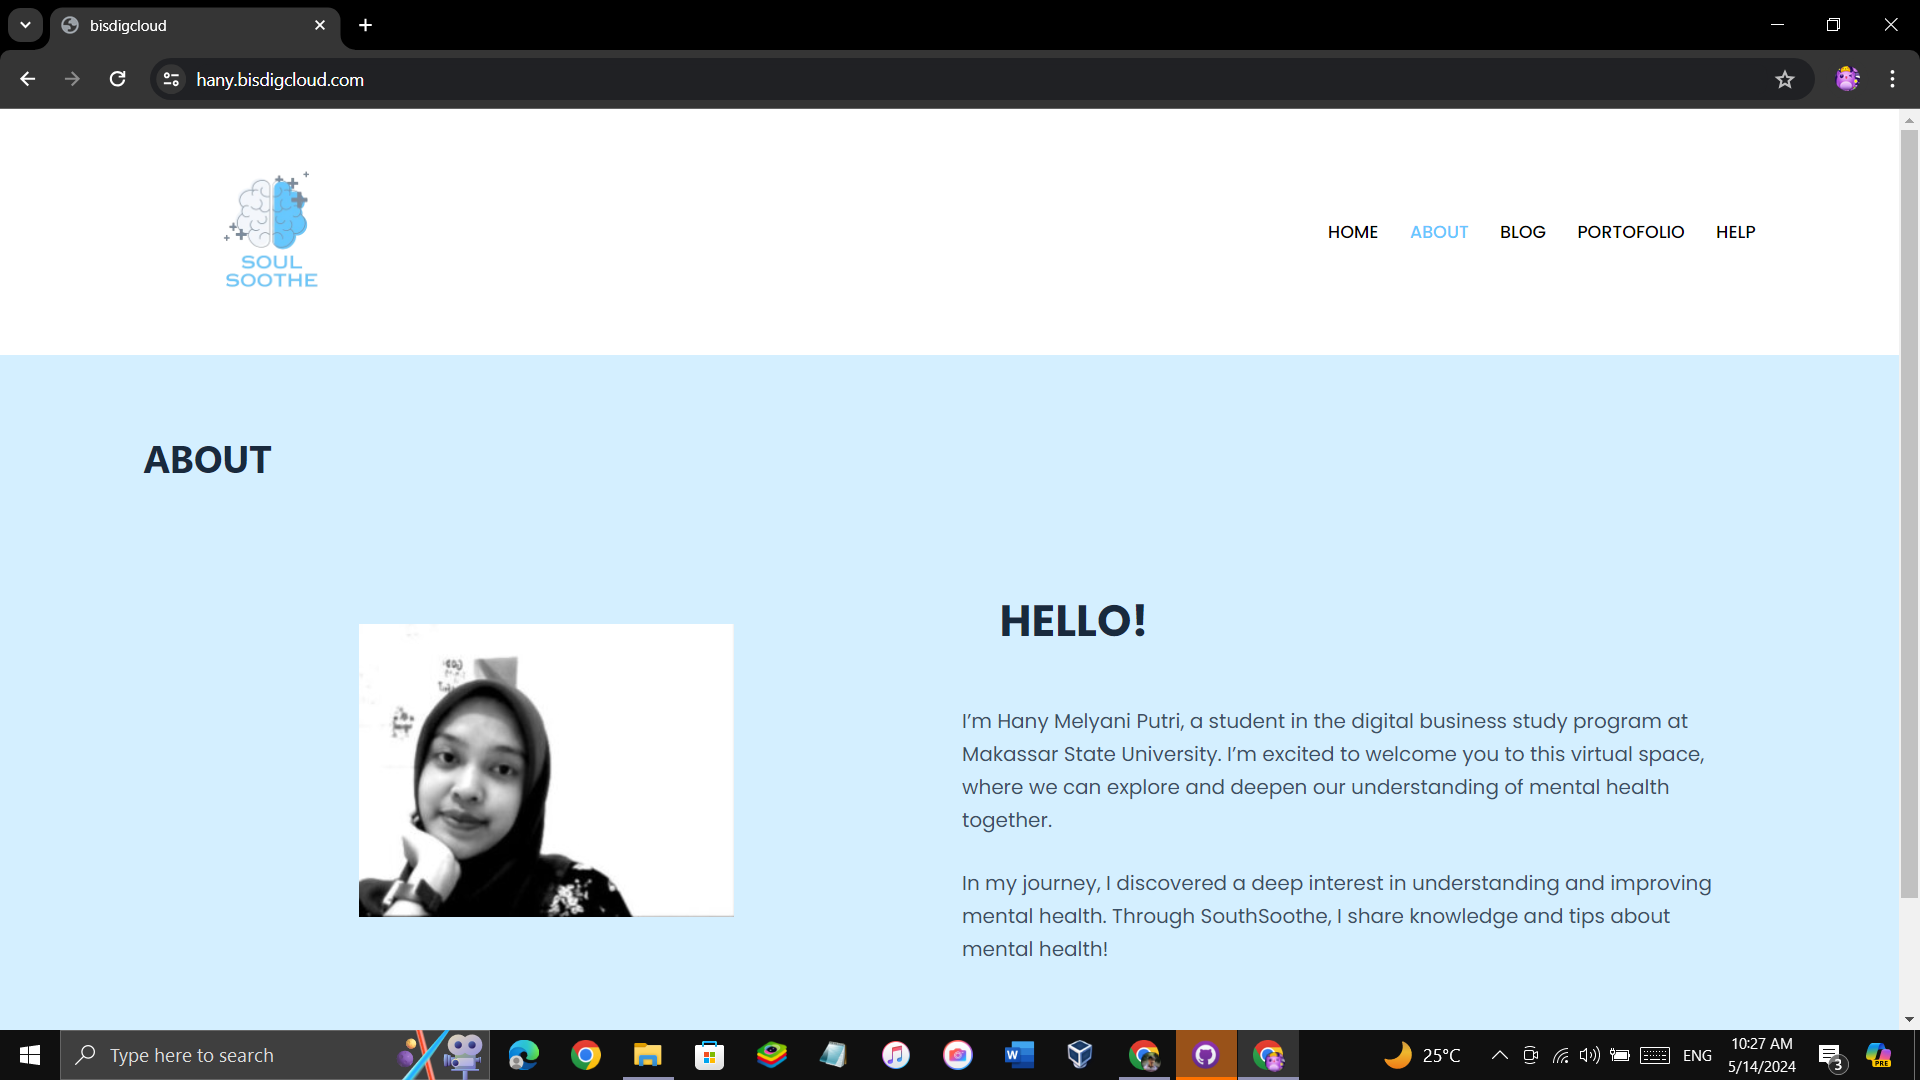 bisdigcloud
hany.bisdigcloud.com
SOUL
SOOTHE
HOME ABOUT BLOG PORTOFOLIO HELP
ABOUT
HELLO!
I’m Hany Melyani Putri, a student in the digital business study program at
Makassar State University. I’m excited to welcome you to this virtual space,
where we can explore and deepen our understanding of mental health
together.
In my journey, I discovered a deep interest in understanding and improving
mental health. Through SouthSoothe, I share knowledge and tips about
mental health!
Type here to search
W
25°C
ENG
10:27 AM
5/14/2024
3
PRE